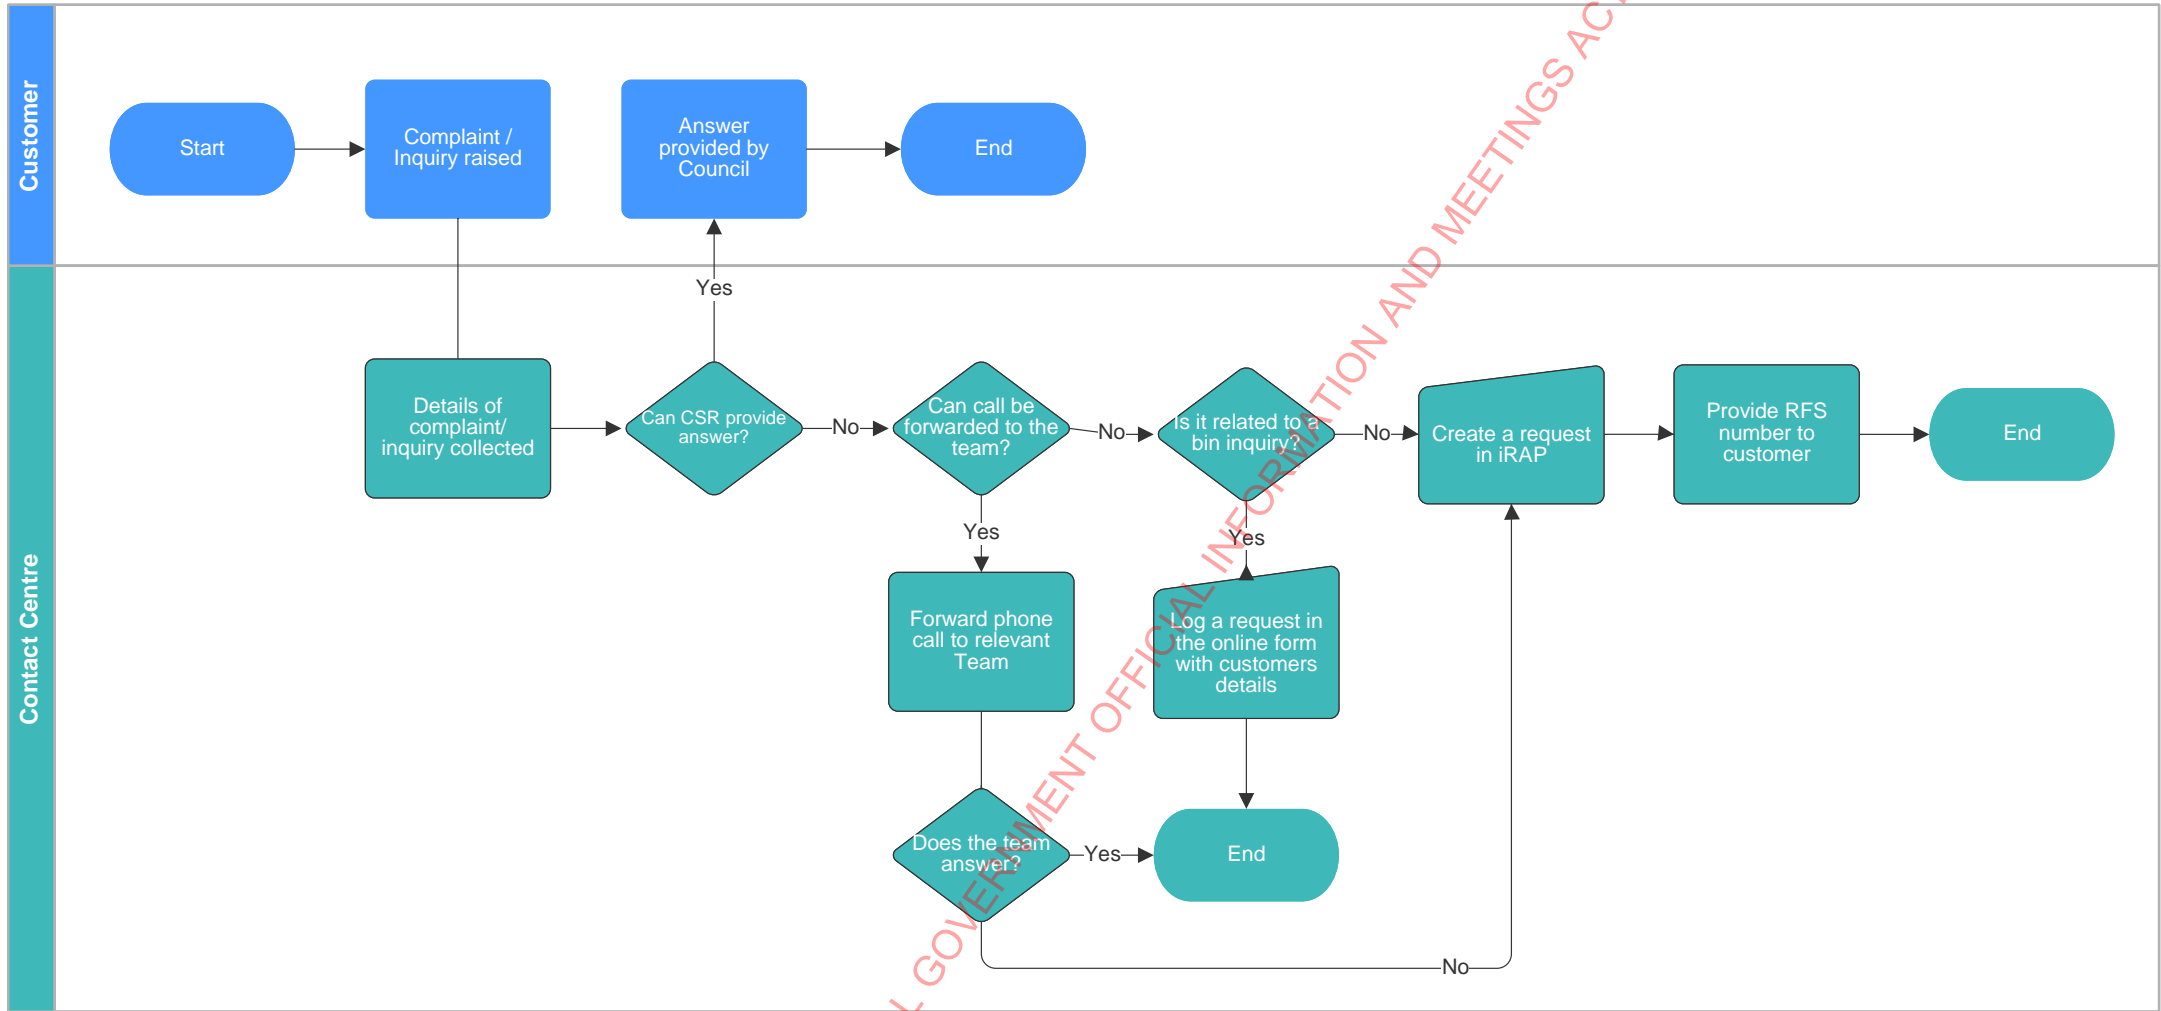 Customer
Start
Complaint /
Inquiry raised
Answer
provided by
Council
End
Yes
Contact Centre
Details of
complaint/
inquiry collected
Can CSR provide
answer?
No
Can call be
forwarded to the
team?
No
Is it related to a
bin inquiry?
No
Create a request
in iRAP
Provide RFS
number to
customer
End
Yes
Yes
Forward phone
call to relevant
Team
Log a request in
the online form
with customers
details
Does the team
answer?
Yes
End
No
L GOVERNMENT OFFICIAL INFORMATION AND MEETINGS ACT